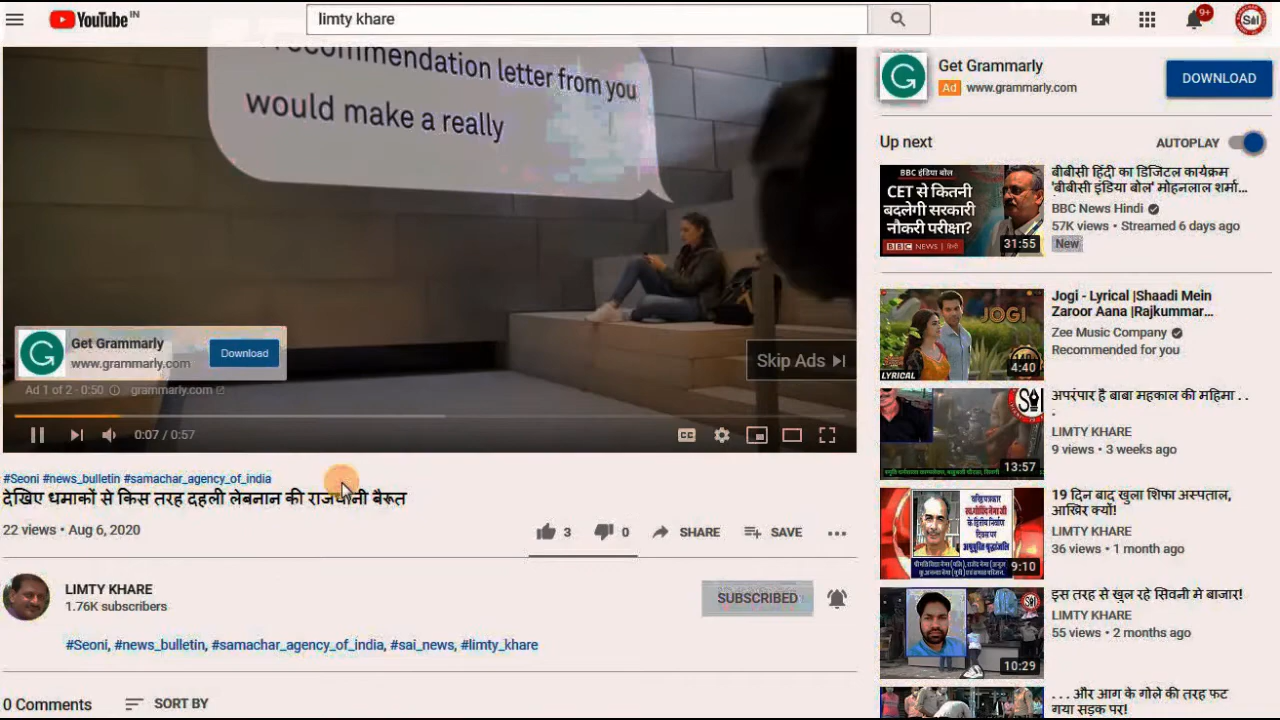 YouTube IN
limty khare
9+
commendation letter from you
would make a really
Get Grammarly
www.grammarly.com
Download
Skip Ads
Ad 1 of 2 - 0:50
grammarly.com
0:07 / 0:57
CC
#Seoni #news_bulletin #samachar_agency_of_india
देखिए धमाकों से किस तरह दहली लेबनान की राजधानी बैरूत
22 views • Aug 6, 2020
3
0
SHARE
SAVE
LIMTY KHARE
1.76K subscribers
SUBSCRIBED
#Seoni, #news_bulletin, #samachar_agency_of_india, #sai_news, #limty_khare
0 Comments
SORT BY
Get Grammarly
Ad www.grammarly.com
DOWNLOAD
Up next
AUTOPLAY
BBC इंडिया बोल
CET से कितनी
बदलेगी सरकारी
नौकरी परीक्षा?
BBC NEWS | हिन्दी
31:55
बीबीसी हिंदी का डिजिटल कार्यक्रम
'बीबीसी इंडिया बोल' मोहनलाल शर्मा...
BBC News Hindi
57K views • Streamed 6 days ago
New
JOGI
LYRICAL
4:40
Jogi - Lyrical |Shaadi Mein
Zaroor Aana |Rajkummar...
Zee Music Company
Recommended for you
13:57
अपरंपार है बाबा महकाल की महिमा . .
.
LIMTY KHARE
9 views • 3 weeks ago
9:10
19 दिन बाद खुला शिफा अस्पताल,
आखिर क्यों!
LIMTY KHARE
36 views • 1 month ago
10:29
इस तरह से खुल रहे सिवनी मे बाजार!
LIMTY KHARE
55 views • 2 months ago
. . . और आग के गोले की तरह फट
गया सड़क पर!